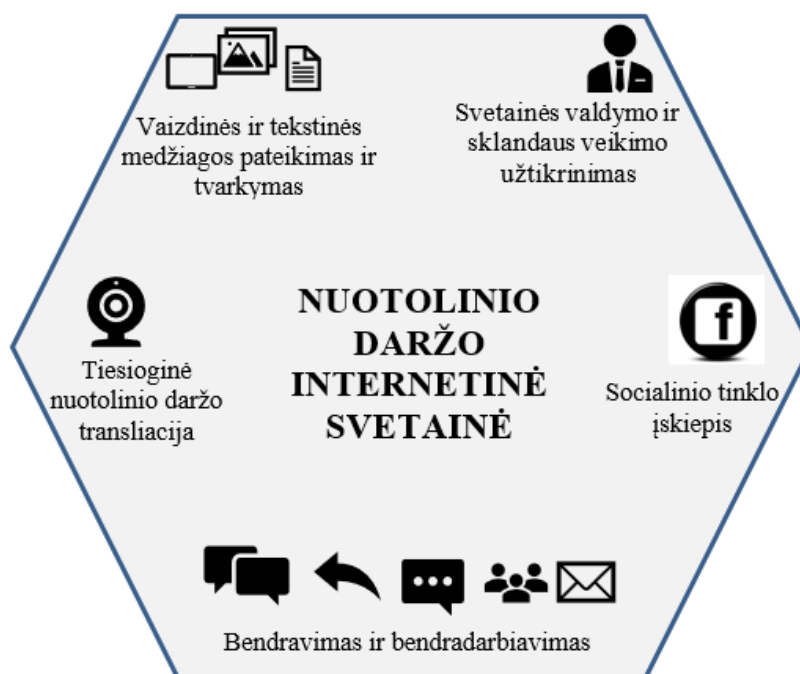 Vaizdinės ir tekstinės
medžiagos pateikimas ir
tvarkymas
Svetainės valdymo ir
sklandaus veikimo
užtikrinimas
NUOTOLINIO
DARŽO
INTERNETINĖ
SVETAINĖ
Tiesioginė
nuotolinio daržo
transliacija
f
Socialinio tinklo
įskiepis
Bendravimas ir bendradarbiavimas